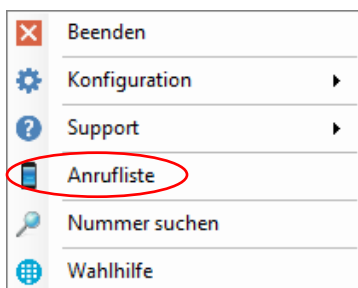 Beenden
Konfiguration
Support
Anrufliste
Nummer suchen
Wahlhilfe